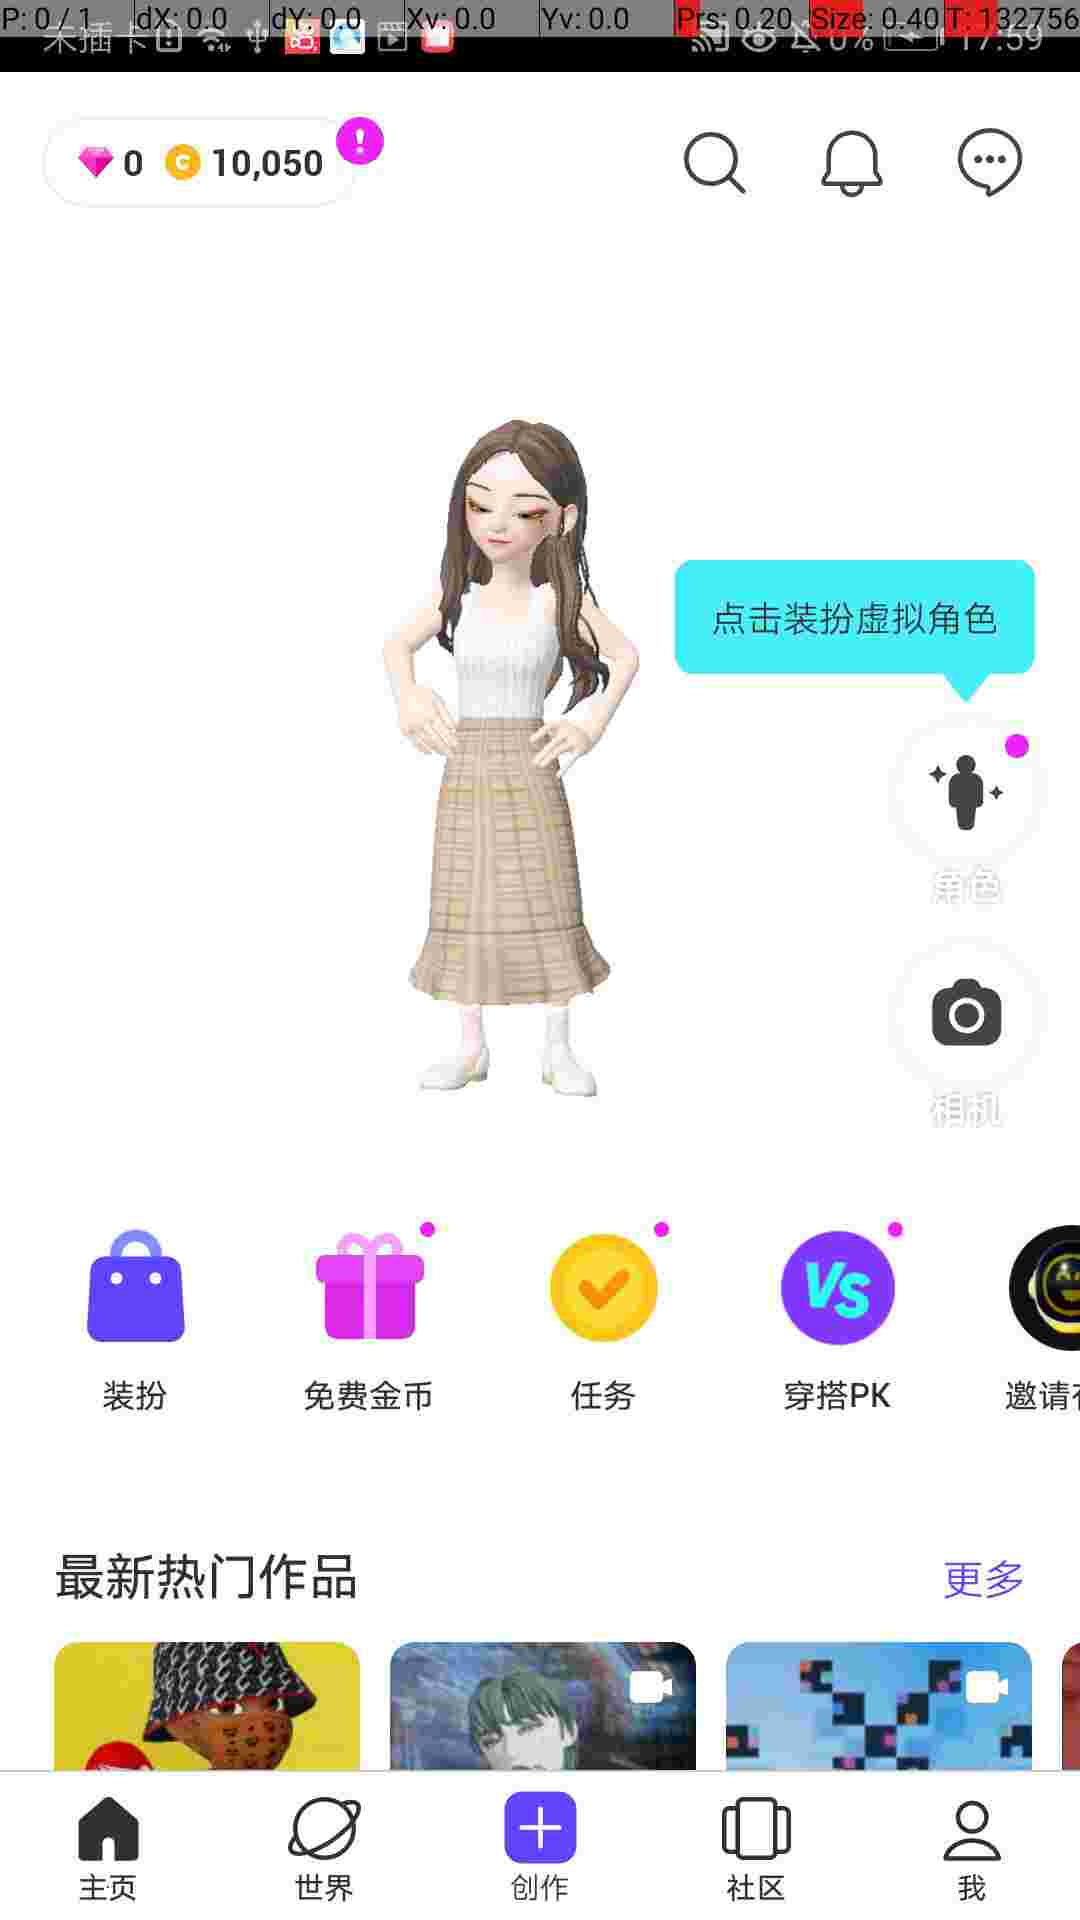 P: 0 / 1 dX: 0.0 dY: 0.0 Xv: 0.0 Yv: 0.0 Prs: 0.20 Size: 0.40 T: 132756
未插卡 0% 17:59
0 10,050
点击装扮虚拟角色
角色
相机
装扮 免费金币 任务 穿搭PK 邀请
最新热门作品 更多
主页 世界 创作 社区 我